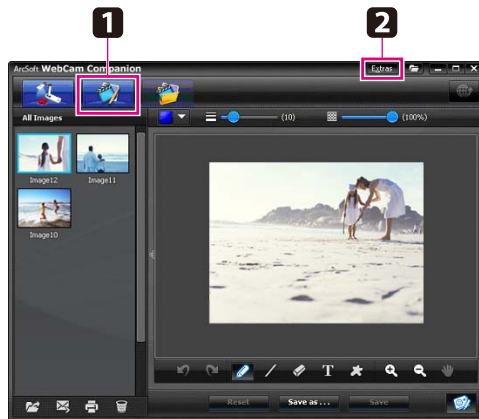 1
2
ArcSoft WebCam Companion
Extras
All Images
(10)
(100%)
Image12
Image11
Image10
T
Reset
Save as ...
Save